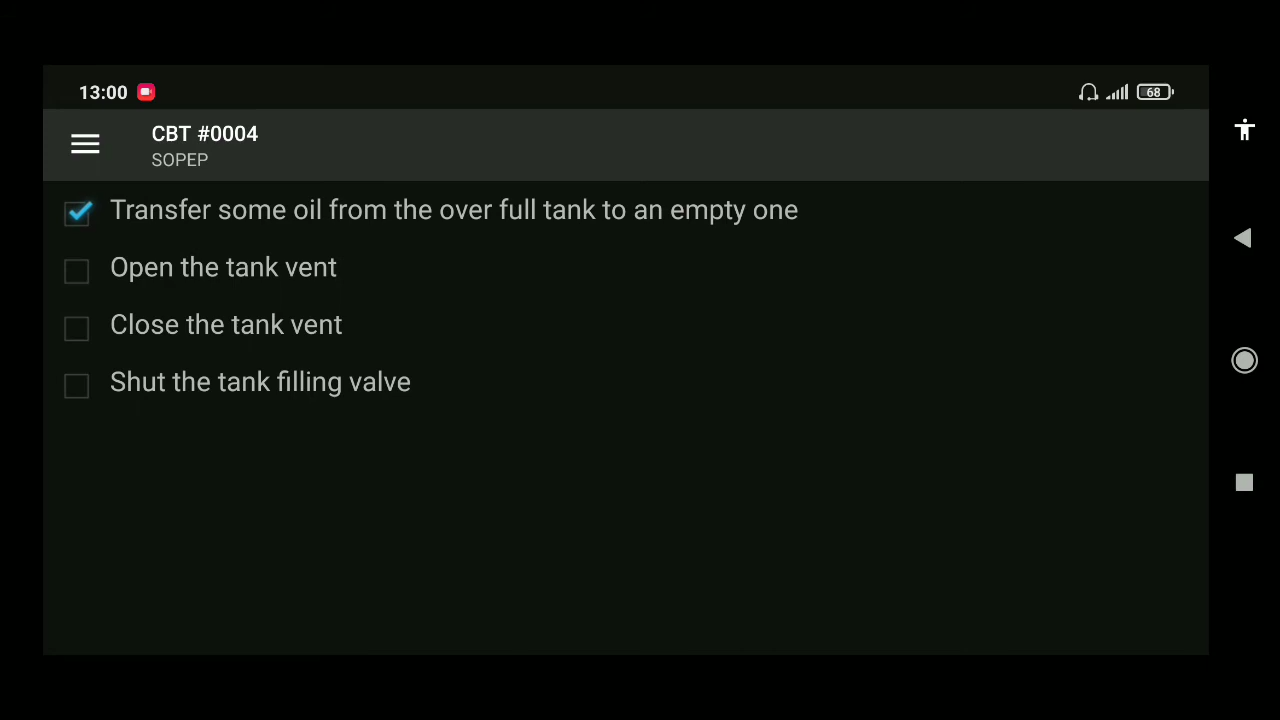 13:00
68
CBT #0004
SOPEP
Transfer some oil from the over full tank to an empty one
Open the tank vent
Close the tank vent
Shut the tank filling valve